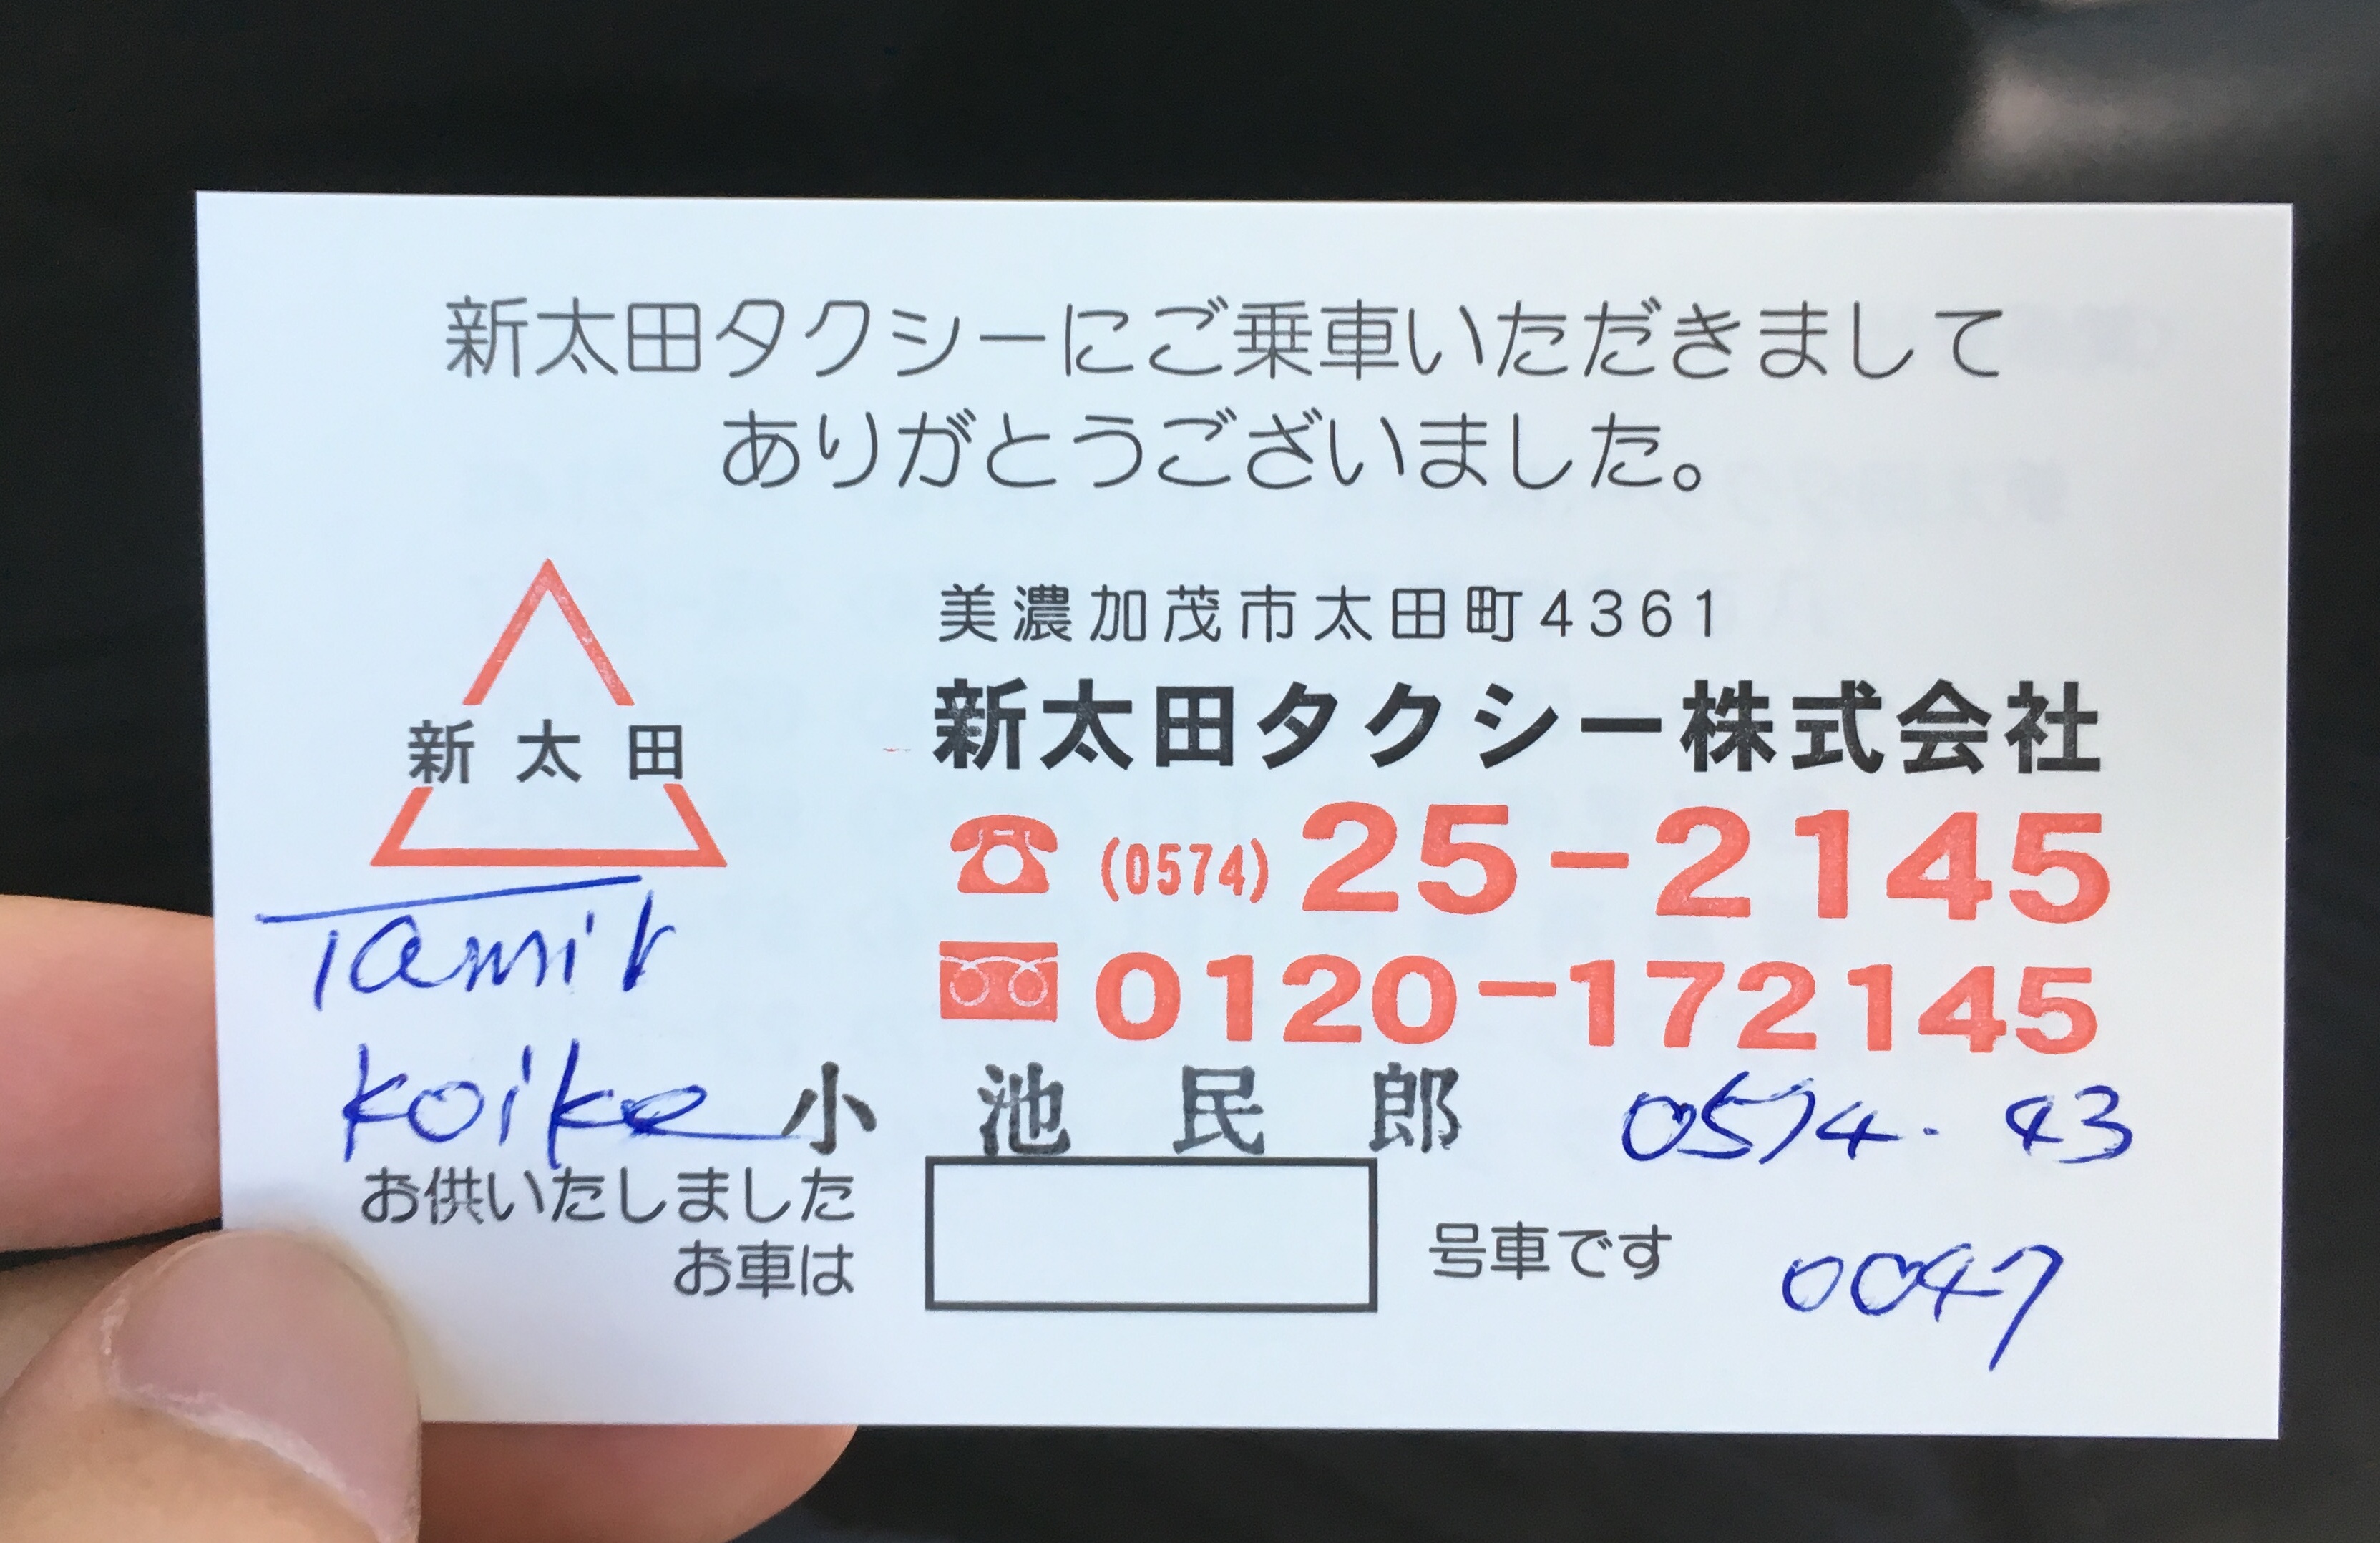 新太田タクシーにご乗車いただきまして
ありがとうございました。
新太田
美濃加茂市太田町4361
新太田タクシー株式会社
(0574) 25-2145
0120-172145
Tamir
Koike 小池民郎 0574-43
お供いたしました
お車は 号車です
0047